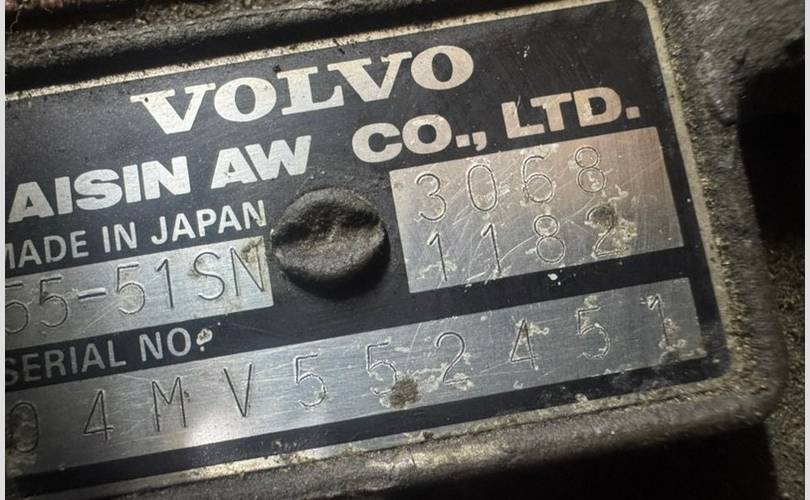 VOLVO
AISIN AW CO., LTD.
MADE IN JAPAN
55-51SN
3068
1182
SERIAL NO.
04MV552451